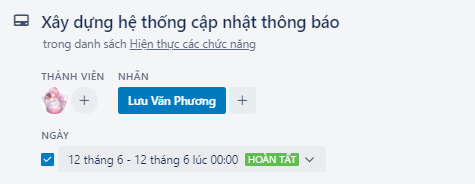 Xây dựng hệ thống cập nhật thông báo
trong danh sách Hiện thực các chức năng
THÀNH VIÊN NHÃN
+ Lưu Văn Phương +
NGÀY
12 tháng 6 - 12 tháng 6 lúc 00:00 HOÀN TẤT